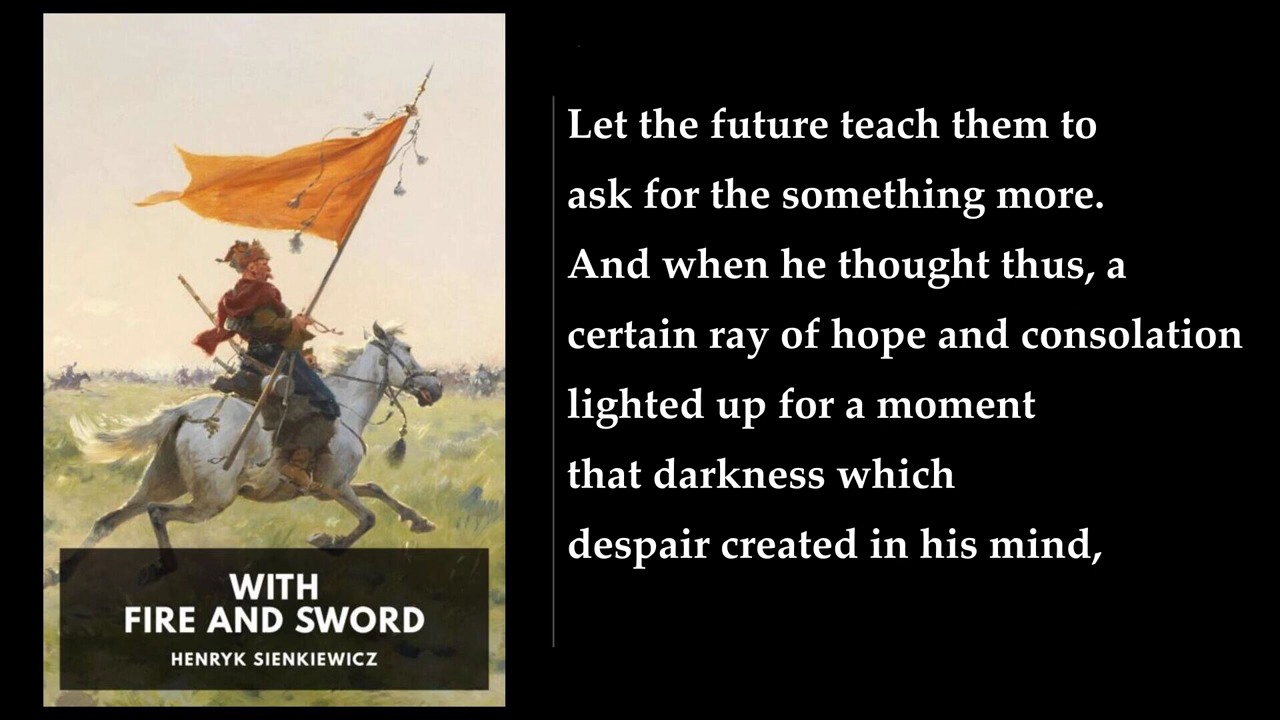 WITH
FIRE AND SWORD
HENRYK SIENKIEWICZ
Let the future teach them to
ask for the something more.
And when he thought thus, a
certain ray of hope and consolation
lighted up for a moment
that darkness which
despair created in his mind,